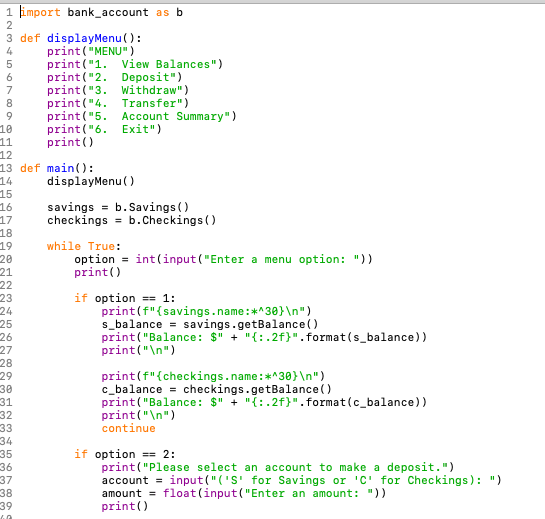 1 import bank_account as b
2
3 def displayMenu():
4     print("MENU")
5     print("1.  View Balances")
6     print("2.  Deposit")
7     print("3.  Withdraw")
8     print("4.  Transfer")
9     print("5.  Account Summary")
10     print("6.  Exit")
11     print()
12
13 def main():
14     displayMenu()
15
16     savings = b.Savings()
17     checkings = b.Checkings()
18
19     while True:
20         option = int(input("Enter a menu option: "))
21         print()
22
23         if option == 1:
24             print(f"{savings.name:*^30}\n")
25             s_balance = savings.getBalance()
26             print("Balance: $" + "{:.2f}".format(s_balance))
27             print("\n")
28
29             print(f"{checkings.name:*^30}\n")
30             c_balance = checkings.getBalance()
31             print("Balance: $" + "{:.2f}".format(c_balance))
32             print("\n")
33             continue
34
35         if option == 2:
36             print("Please select an account to make a deposit.")
37             account = input("('S' for Savings or 'C' for Checkings): ")
38             amount = float(input("Enter an amount: "))
39             print()